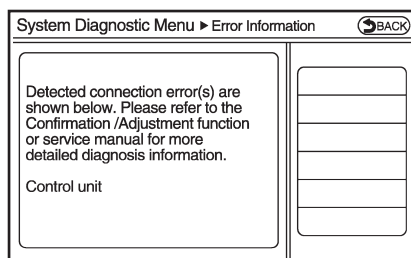 System Diagnostic Menu ▶ Error Information
BACK
Detected connection error(s) are
shown below. Please refer to the
Confirmation /Adjustment function
or service manual for more
detailed diagnosis information.
Control unit